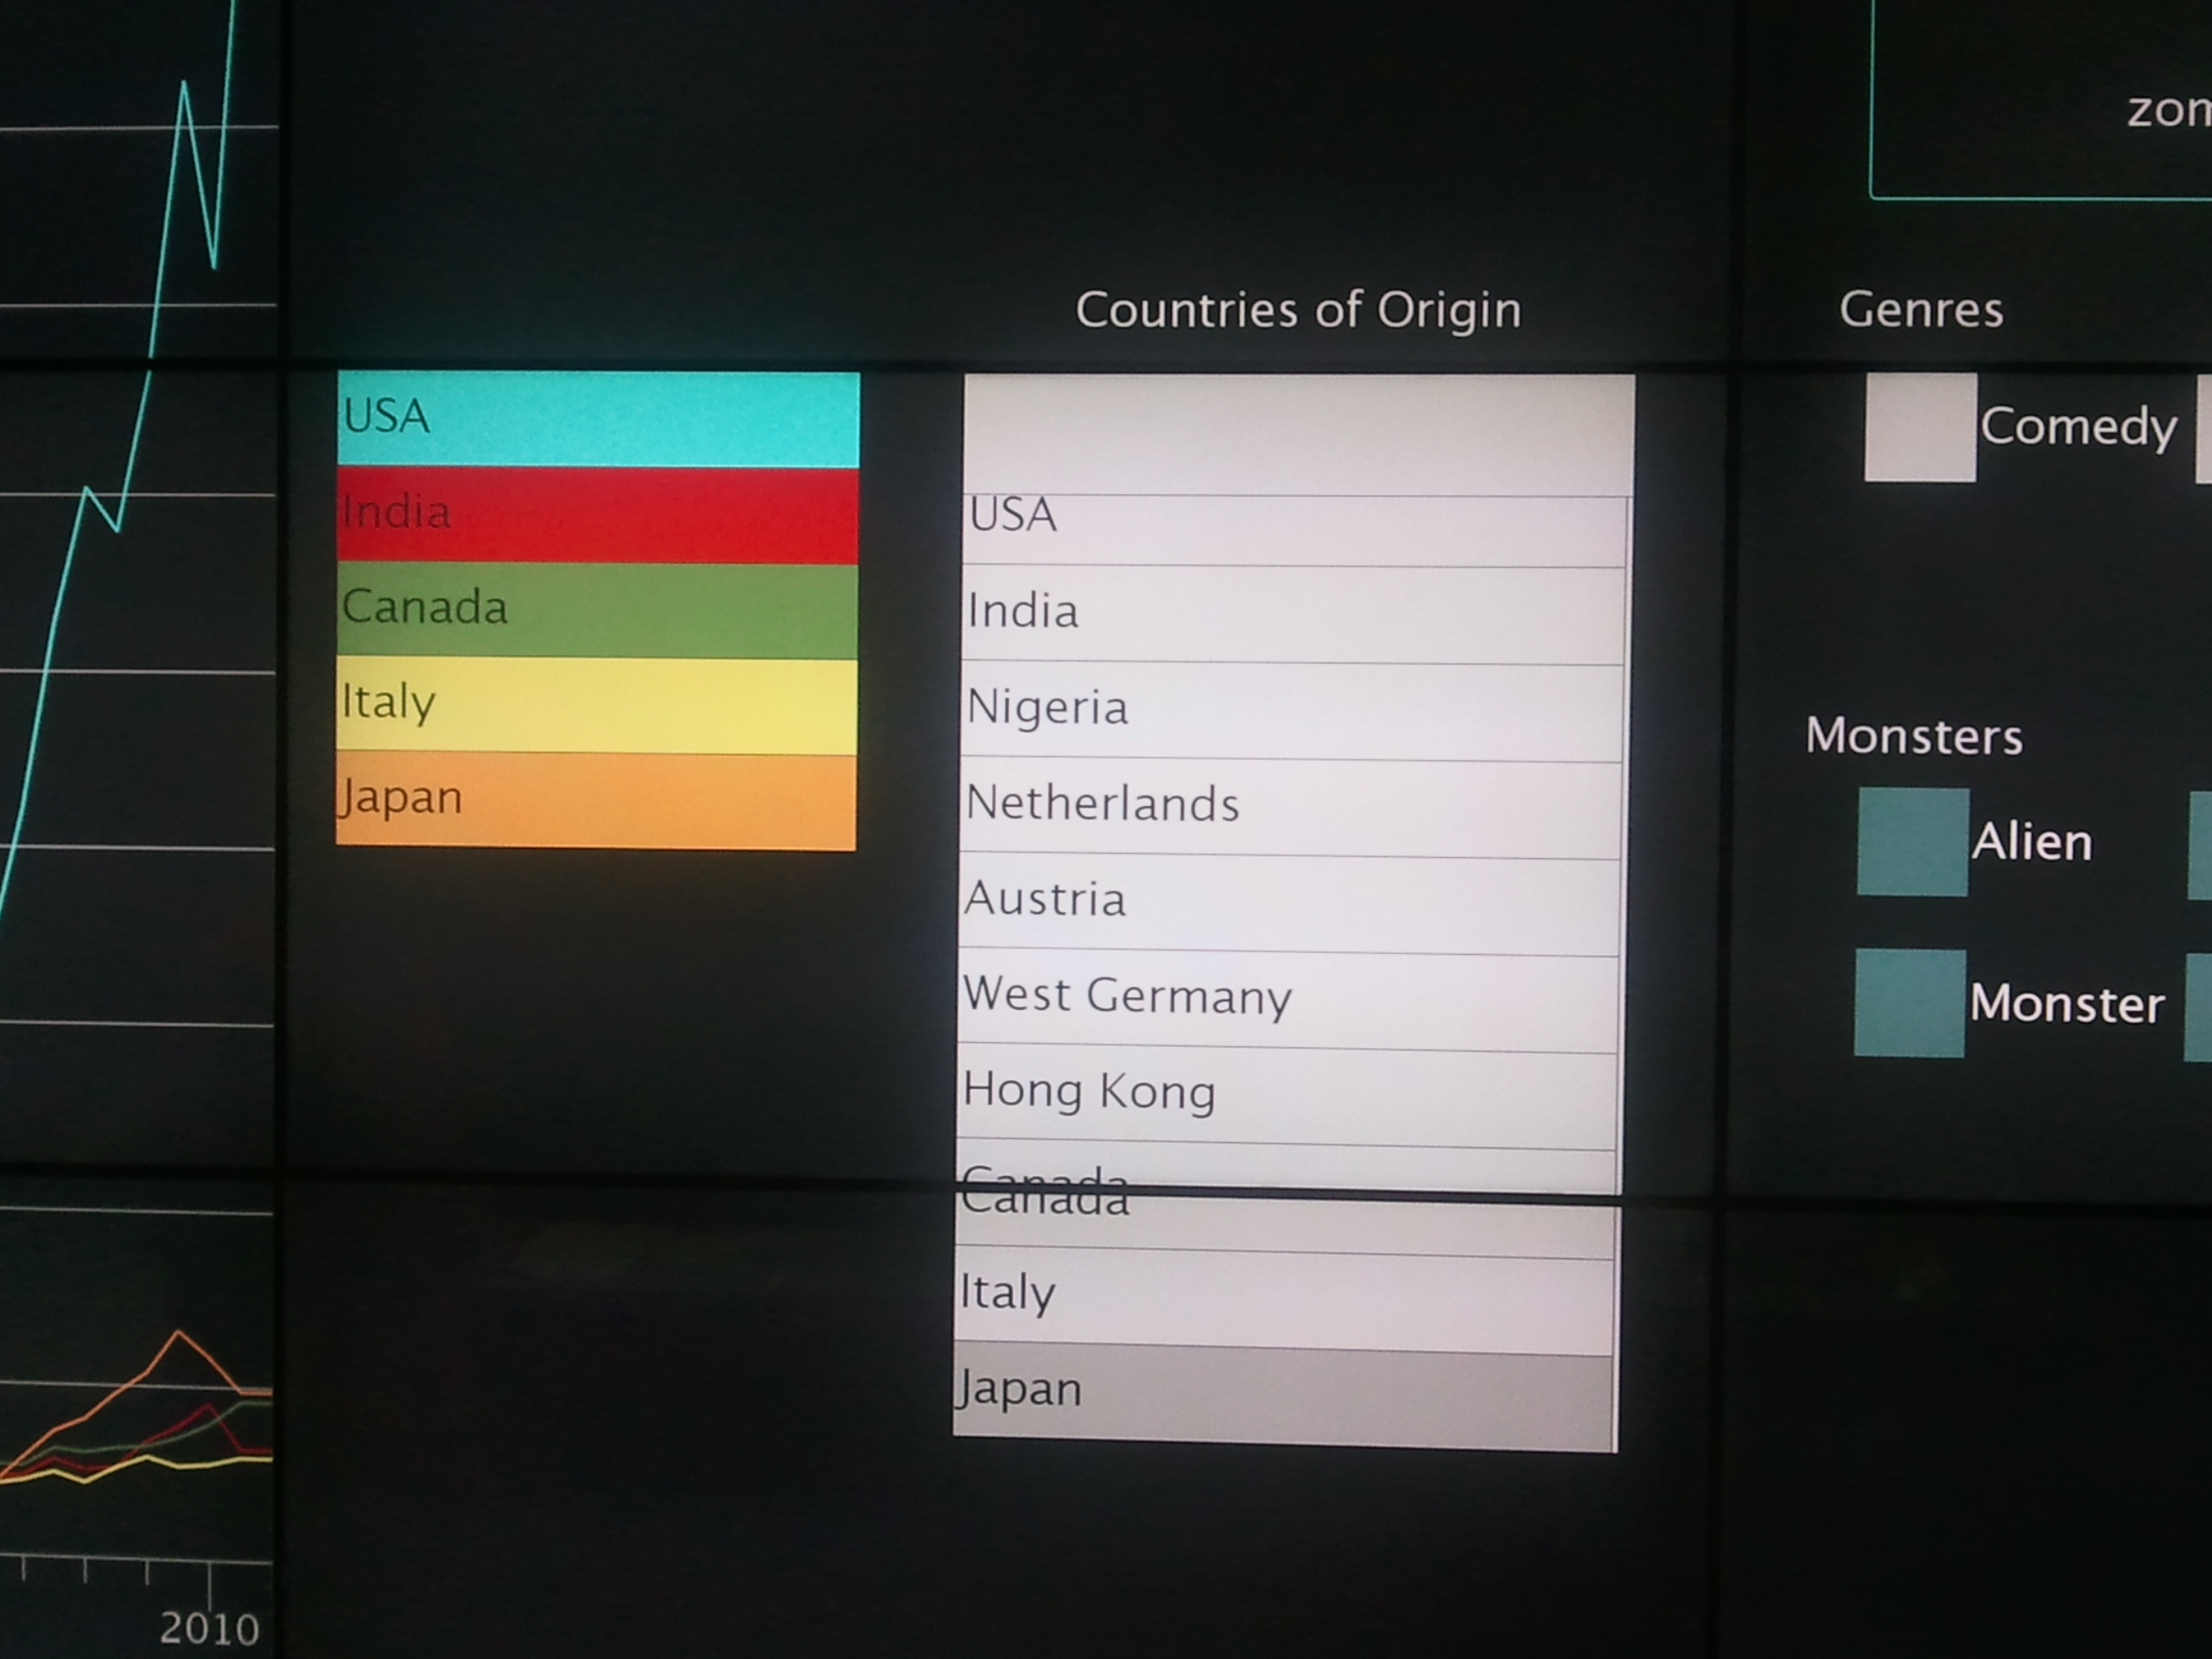 zom
Countries of Origin
Genres
USA
India
Canada
Italy
Japan
USA
India
Nigeria
Netherlands
Austria
West Germany
Hong Kong
Canada
Italy
Japan
Comedy
Monsters
Alien
Monster
2010